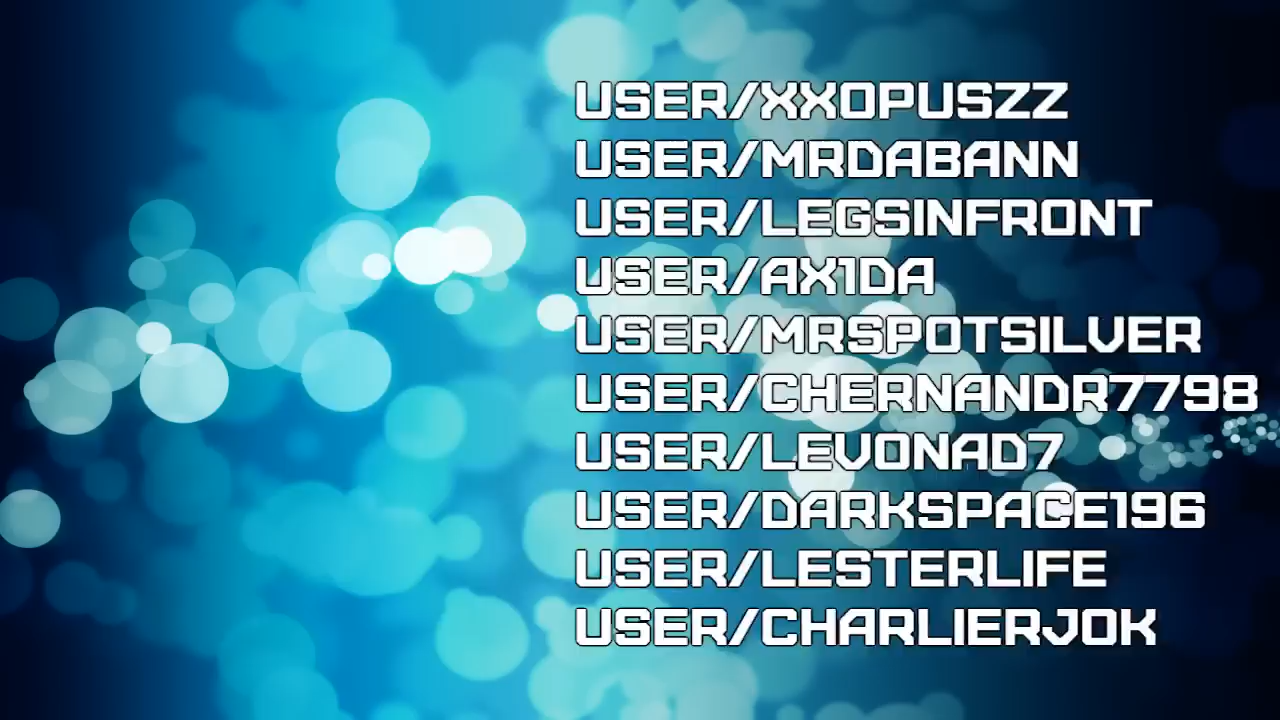 USER/XXOPUSZZ
USER/MRDABANN
USER/LEGSINFRONT
USER/AX1DA
USER/MRSPOTSILVER
USER/CHERNANDR7798
USER/LEVONAD7
USER/DARKSPACE196
USER/LESTERLIFE
USER/CHARLIERJOK